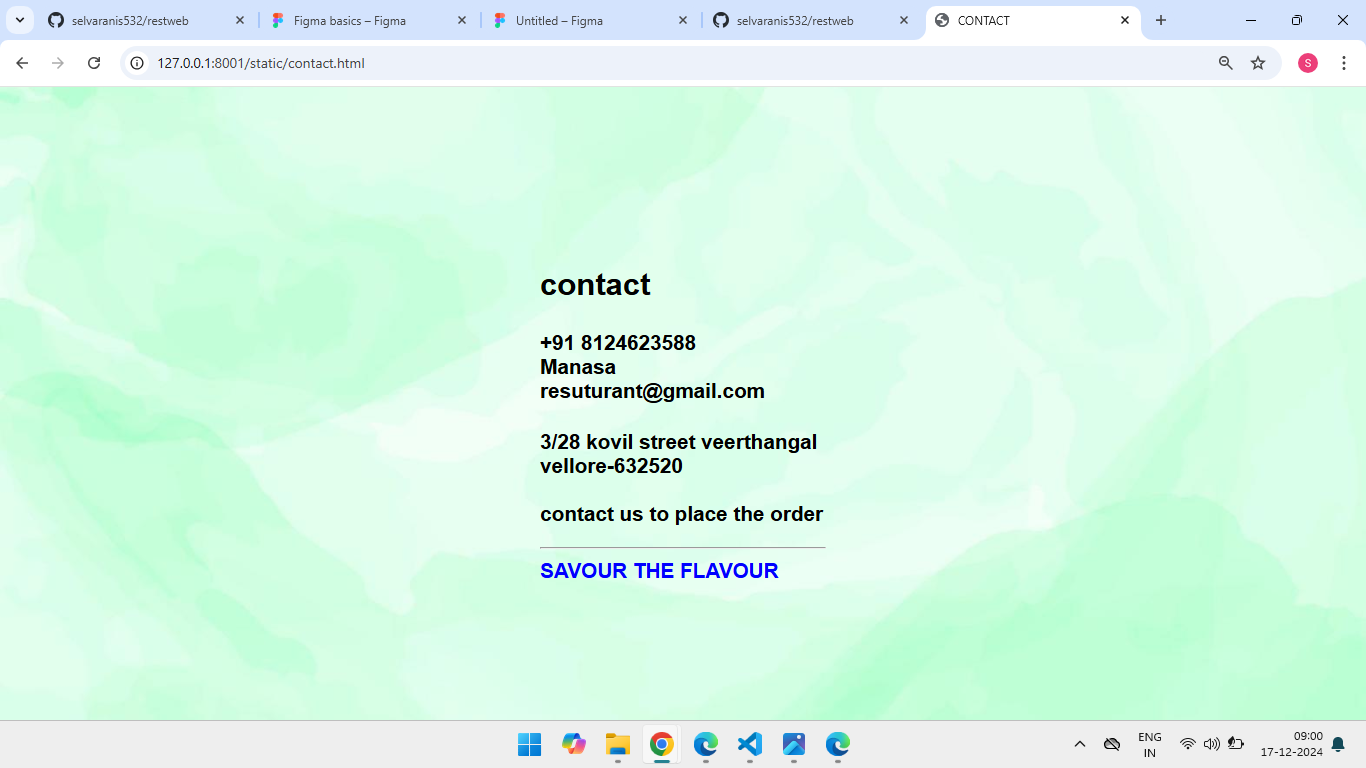 selvaranis532/restweb
Figma basics – Figma
Untitled – Figma
selvaranis532/restweb
CONTACT
127.0.0.1:8001/static/contact.html
S
contact
+91 8124623588
Manasa
resuturant@gmail.com
3/28 kovil street veerthangal
vellore-632520
contact us to place the order
SAVOUR THE FLAVOUR
ENG
IN
09:00
17-12-2024